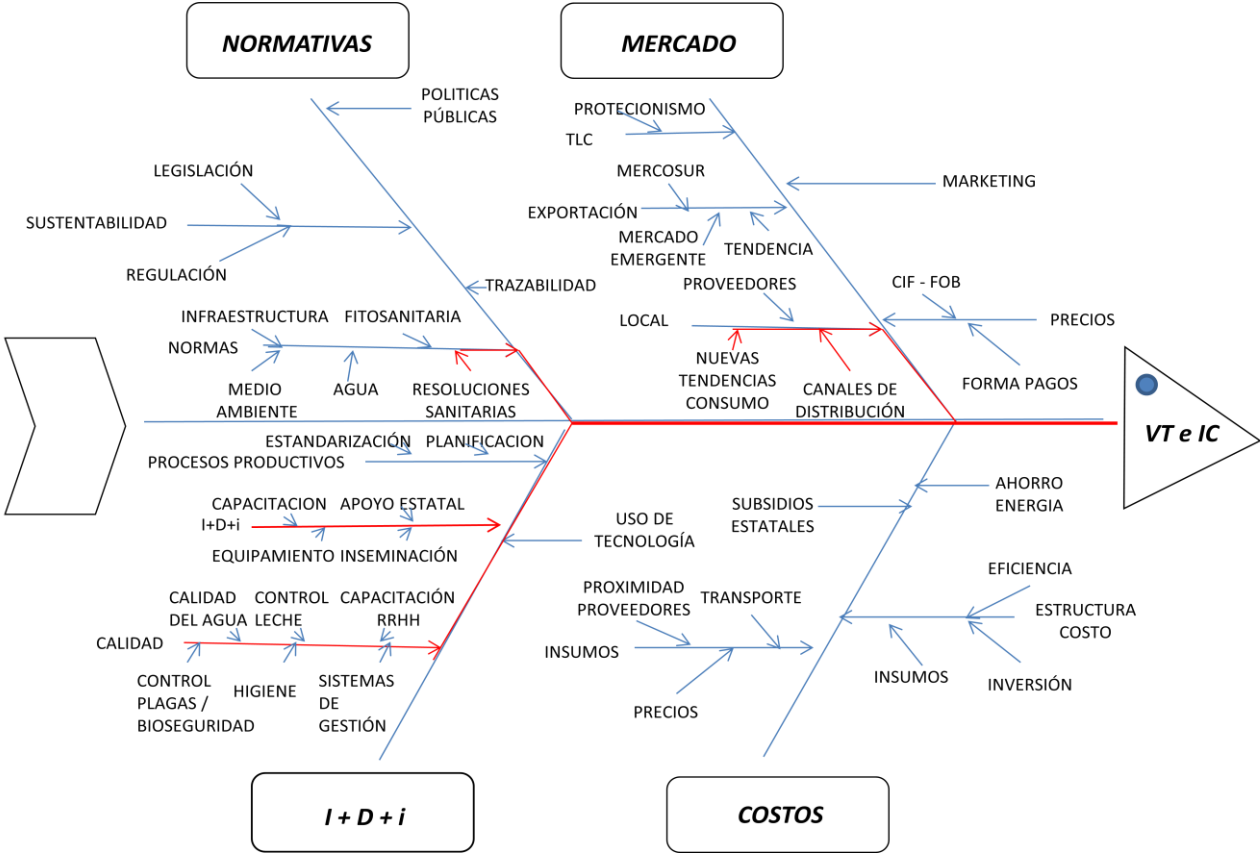 NORMATIVAS
MERCADO
POLITICAS
PÚBLICAS
LEGISLACIÓN
SUSTENTABILIDAD
REGULACIÓN
TRAZABILIDAD
INFRAESTRUCTURA
FITOSANITARIA
NORMAS
MEDIO
AMBIENTE
AGUA
RESOLUCIONES
SANITARIAS
PROTECIONISMO
TLC
MERCOSUR
MARKETING
EXPORTACIÓN
MERCADO
EMERGENTE
TENDENCIA
PROVEEDORES
CIF - FOB
LOCAL
PRECIOS
NUEVAS
TENDENCIAS
CONSUMO
CANALES DE
DISTRIBUCIÓN
FORMA PAGOS
VT e IC
ESTANDARIZACIÓN
PLANIFICACION
PROCESOS PRODUCTIVOS
CAPACITACION
APOYO ESTATAL
I+D+i
EQUIPAMIENTO
INSEMINACIÓN
USO DE
TECNOLOGÍA
CALIDAD
DEL AGUA
CONTROL
LECHE
CAPACITACIÓN
RRHH
CALIDAD
CONTROL
PLAGAS /
BIOSEGURIDAD
HIGIENE
SISTEMAS
DE
GESTIÓN
AHORRO
ENERGIA
SUBSIDIOS
ESTATALES
EFICIENCIA
PROXIMIDAD
PROVEEDORES
TRANSPORTE
ESTRUCTURA
COSTO
INSUMOS
INSUMOS
INVERSIÓN
PRECIOS
I + D + i
COSTOS